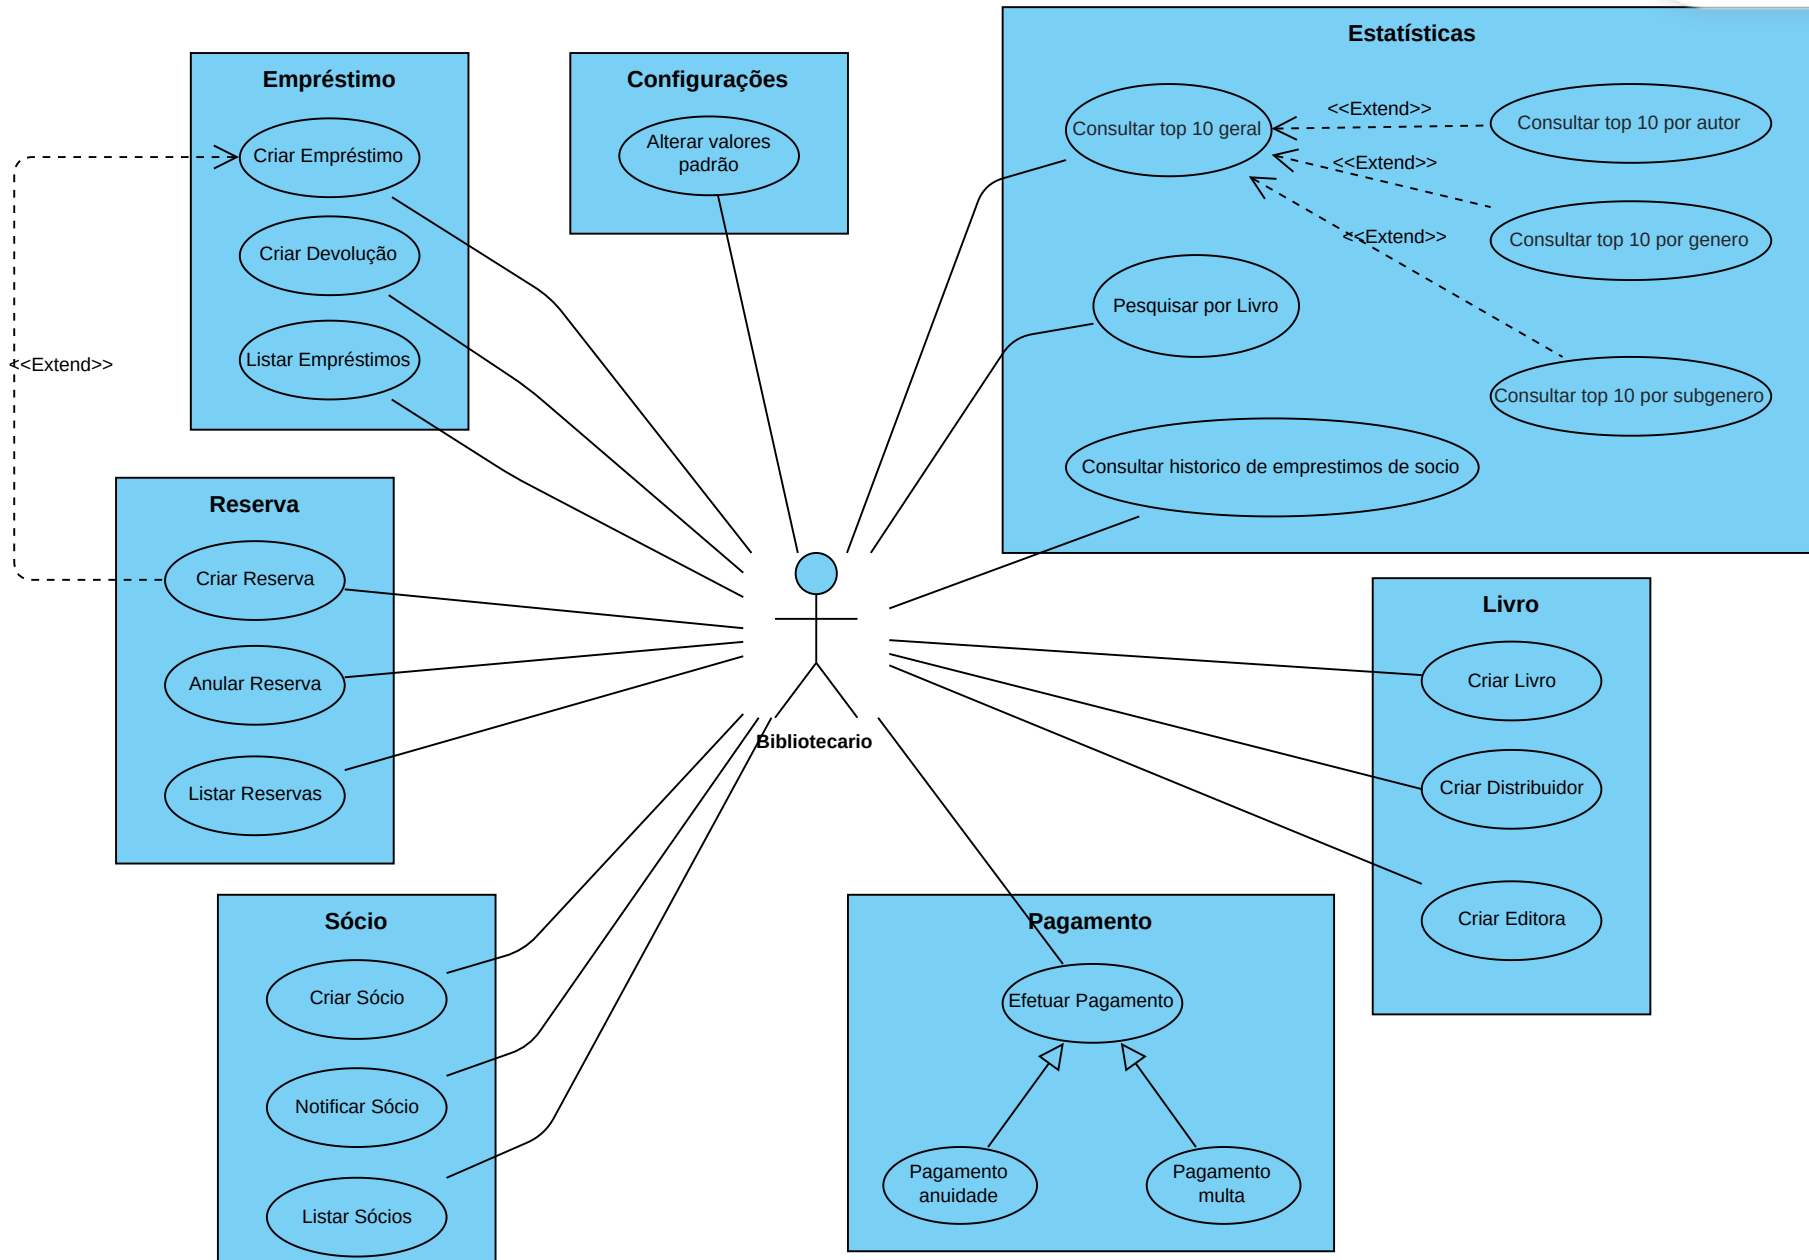 Estatísticas
Empréstimo
Configurações
Consultar top 10 geral
<<Extend>>
Consultar top 10 por autor
Criar Empréstimo
Alterar valores
padrão
<<Extend>>
Consultar top 10 por genero
<<Extend>>
Criar Devolução
Pesquisar por Livro
Listar Empréstimos
<<Extend>>
Consultar top 10 por subgenero
Consultar historico de emprestimos de socio
Reserva
Criar Reserva
Anular Reserva
Listar Reservas
Bibliotecario
Livro
Criar Livro
Criar Distribuidor
Criar Editora
Sócio
Criar Sócio
Notificar Sócio
Listar Sócios
Pagamento
Efetuar Pagamento
Pagamento
anuidade
Pagamento
multa